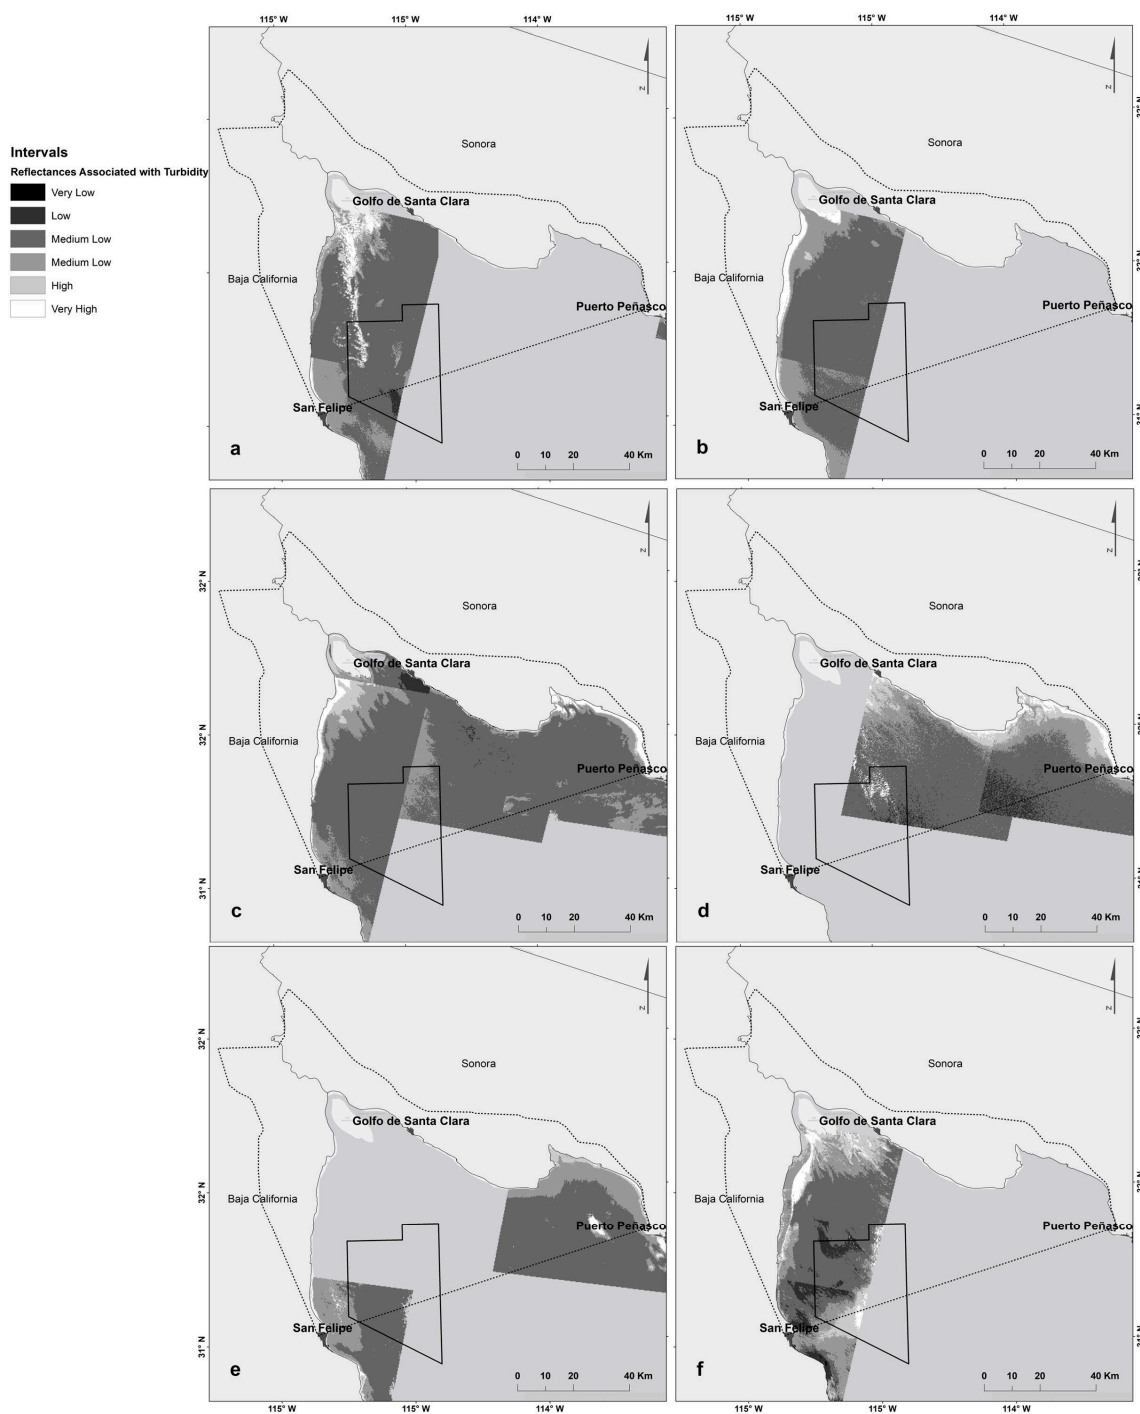 115° W 115° W 114° W
115° W 115° W 114° W
Intervals
Reflectances Associated with Turbidity
Very Low
Low
Medium Low
Medium Low
High
Very High
N
Sonora
Golfo de Santa Clara
Baja California
Puerto Peñasco
San Felipe
a
0 10 20 40 Km
N
Sonora
Golfo de Santa Clara
Baja California
Puerto Peñasco
San Felipe
b
0 10 20 40 Km
32° N
31° N
N
32° N
Sonora
Golfo de Santa Clara
32° N
Baja California
Puerto Peñasco
San Felipe
31° N
c
0 10 20 40 Km
N
Sonora
Golfo de Santa Clara
Baja California
Puerto Peñasco
San Felipe
d
0 10 20 40 Km
N
32° N
Sonora
Golfo de Santa Clara
32° N
Baja California
Puerto Peñasco
San Felipe
31° N
e
0 10 20 40 Km
N
Sonora
Golfo de Santa Clara
Baja California
Puerto Peñasco
San Felipe
f
0 10 20 40 Km
115° W 115° W 114° W
115° W 115° W 114° W